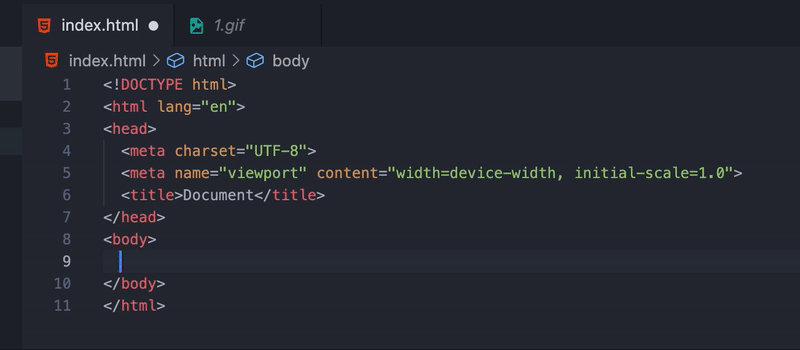 index.html 1.gif
index.html > html > body
1 <!DOCTYPE html>
2 <html lang="en">
3 <head>
4 <meta charset="UTF-8">
5 <meta name="viewport" content="width=device-width, initial-scale=1.0">
6 <title>Document</title>
7 </head>
8 <body>
9
10 </body>
11 </html>